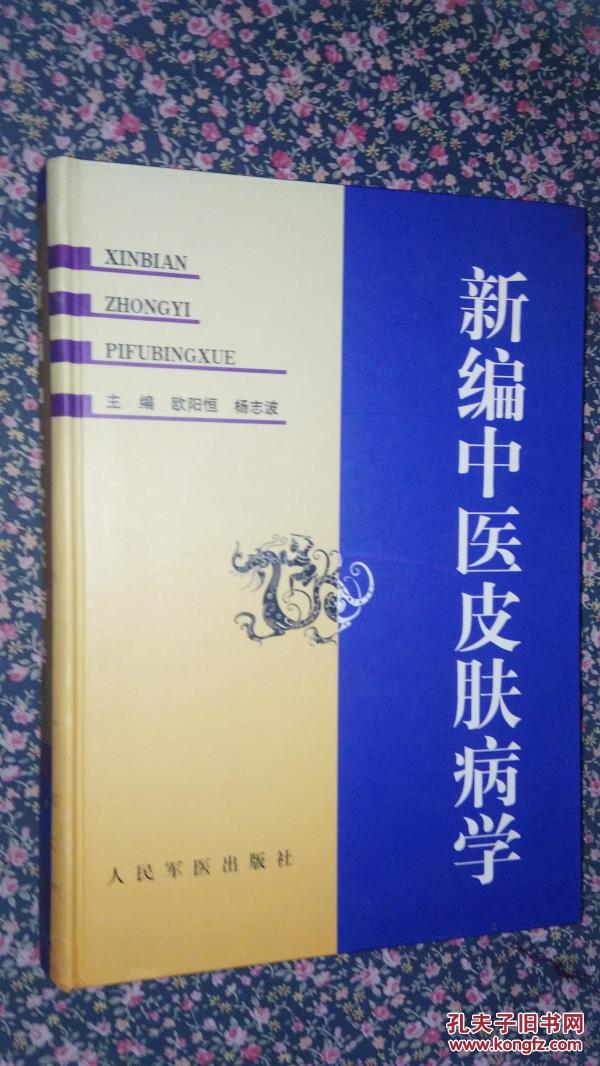 XINBIAN
ZHONGYI
PIFUBINGXUE
主 编 欧阳恒 杨志波
新编中医皮肤病学
人民军医出版社
孔夫子旧书网
www.kongfz.com